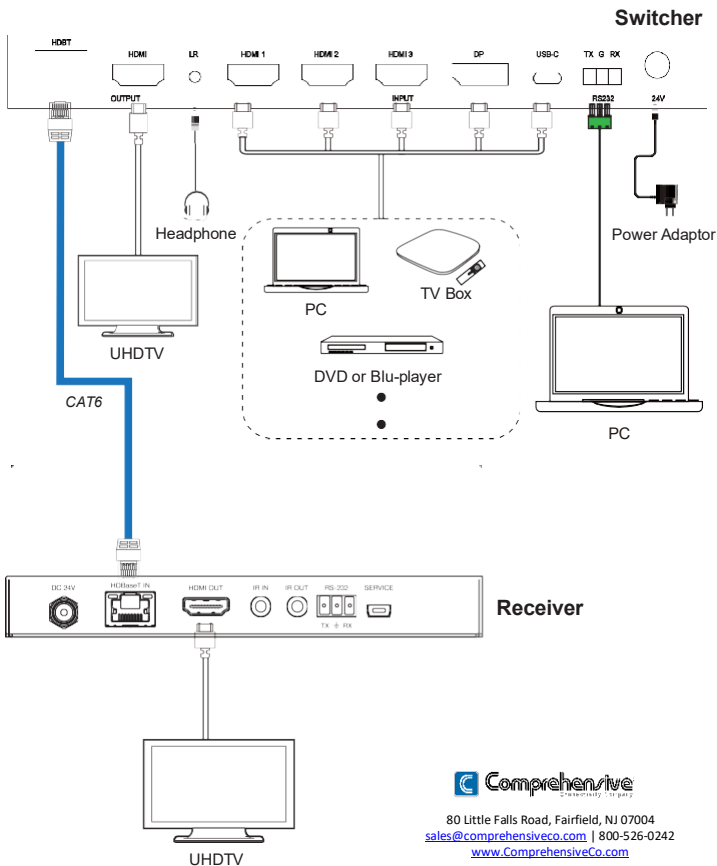 Switcher
HDBT
HDMI
LR
HDMI 1
HDMI 2
HDMI 3
DP
USB-C
TX G RX
OUTPUT
INPUT
RS232
24V
Headphone
Power Adaptor
PC
TV Box
UHDTV
DVD or Blu-player
CAT6
PC
DC 24V
HDBaseT IN
HDMI OUT
IR IN
IR OUT
RS-232
SERVICE
TX
RX
Receiver
UHDTV
Comprehensive
Connectivity Company
80 Little Falls Road, Fairfield, NJ 07004
sales@comprehensiveco.com | 800-526-0242
www.ComprehensiveCo.com